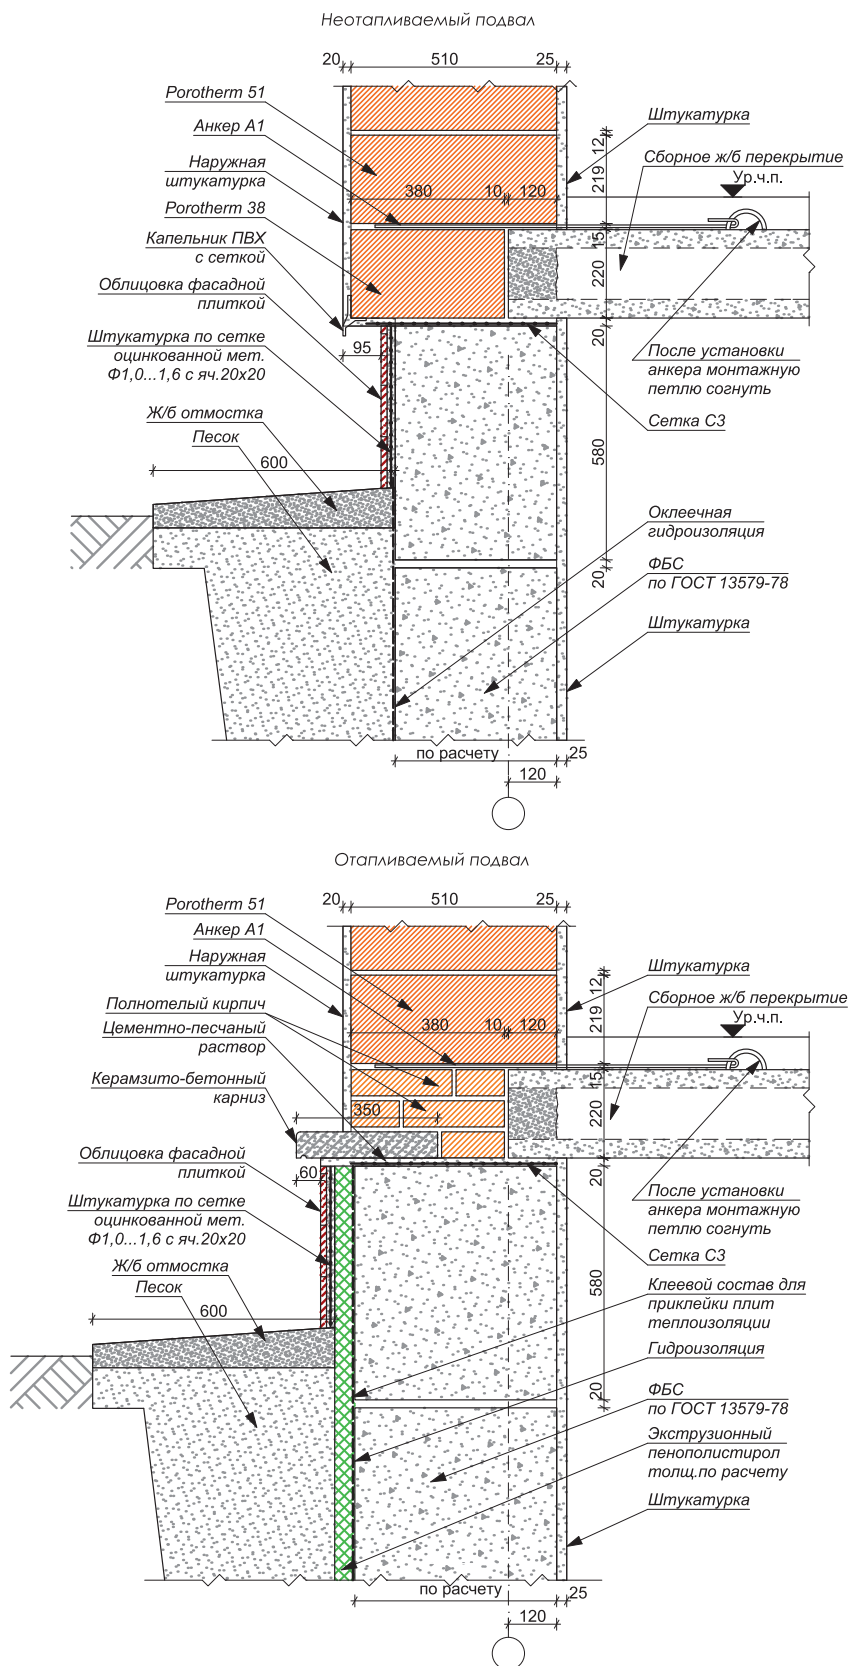 Неотапливаемый подвал
20
510
25
Porotherm 51
Анкер А1
Наружная
штукатурка
Porotherm 38
Капельник ПВХ
с сеткой
Облицовка фасадной
плиткой
Штукатурка по сетке
оцинкованной мет.
Ф1,0...1,6 с яч.20х20
Ж/б отмостка
Песок
600
95
380
10
120
Штукатурка
12
219
Сборное ж/б перекрытие
Ур.ч.п.
15
220
20
После установки
анкера монтажную
петлю согнуть
Сетка С3
580
Оклеечная
гидроизоляция
ФБС
по ГОСТ 13579-78
20
Штукатурка
по расчету
25
120
Отапливаемый подвал
20
510
25
Porotherm 51
Анкер А1
Наружная
штукатурка
Полнотелый кирпич
Цементно-песчаный
раствор
Керамзито-бетонный
карниз
350
Облицовка фасадной
плиткой
60
Штукатурка по сетке
оцинкованной мет.
Ф1,0...1,6 с яч.20х20
Ж/б отмостка
Песок
600
380
10
120
Штукатурка
12
219
Сборное ж/б перекрытие
Ур.ч.п.
15
220
20
После установки
анкера монтажную
петлю согнуть
Сетка С3
580
Клеевой состав для
приклейки плит
теплоизоляции
Гидроизоляция
20
ФБС
по ГОСТ 13579-78
Экструзионный
пенополистирол
толщ.по расчету
Штукатурка
по расчету
25
120